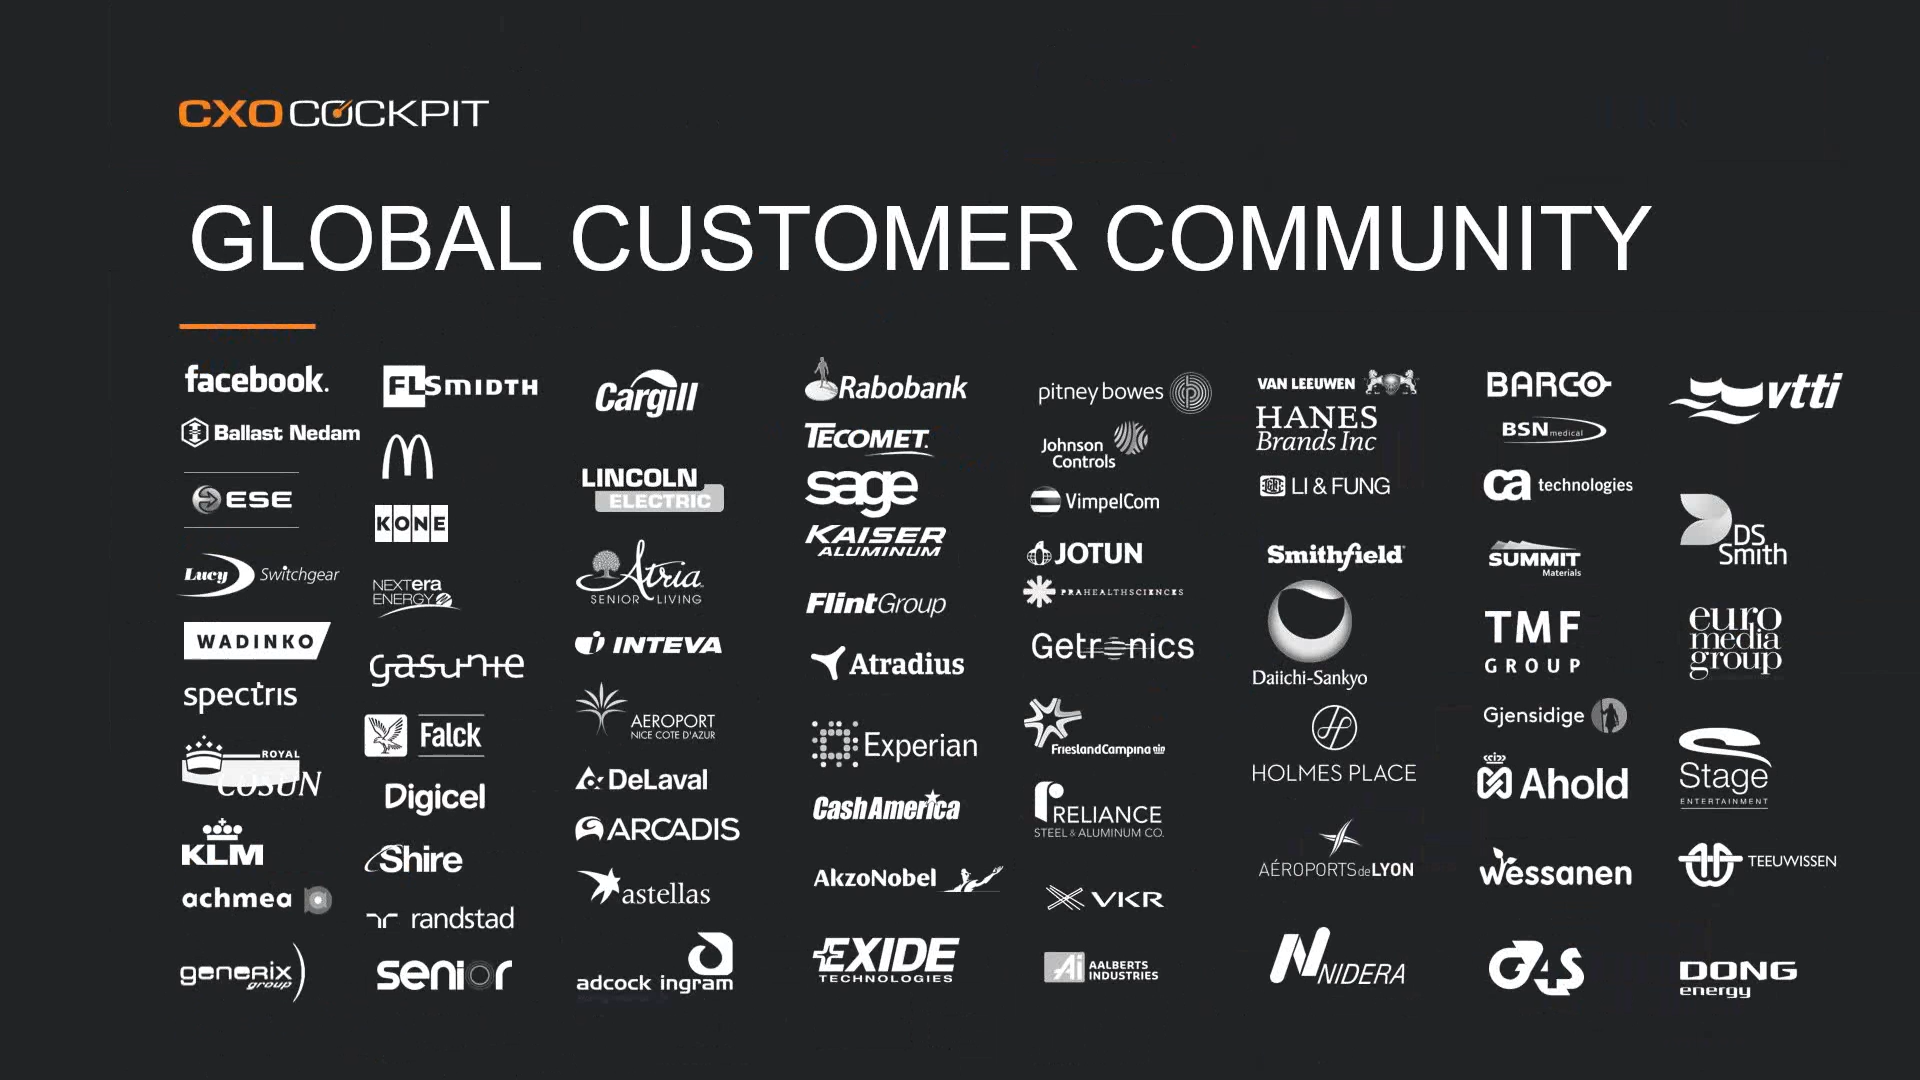 CXO COCKPIT
GLOBAL CUSTOMER COMMUNITY
facebook.
Ballast Nedam
ESE
Lucy Switchgear
WADINKO
spectris
ROYAL
COSUN
KLM
achmea
generix
group
FLSMIDTH
KONE
NEXTera
ENERGY
gasunie
Falck
Digicel
Shire
randstad
senior
Cargill
LINCOLN
ELECTRIC
Atria
SENIOR LIVING
INTEVA
AEROPORT
NICE COTE D'AZUR
DeLaval
ARCADIS
astellas
adcock ingram
Rabobank
TECOMET
sage
KAISER
ALUMINUM
FlintGroup
Atradius
Experian
CashAmerica
AkzoNobel
EXIDE
TECHNOLOGIES
pitney bowes
Johnson
Controls
VimpelCom
JOTUN
PRAHEALTHSCIENCES
Getronics
FrieslandCampina
RELIANCE
STEEL & ALUMINUM CO.
VKR
Ai AALBERTS
INDUSTRIES
VAN LEEUWEN
HANES
Brands Inc
LI & FUNG
Smithfield
Daiichi-Sankyo
HOLMES PLACE
AÉROPORTSdeLYON
NIDERA
BARCO
BSN medical
ca technologies
SUMMIT
Materials
TMF
GROUP
Gjensidige
Ahold
Wessanen
G4S
vtti
DS
Smith
euro
media
group
Stage
ENTERTAINMENT
TEEUWISSEN
DONG
energy